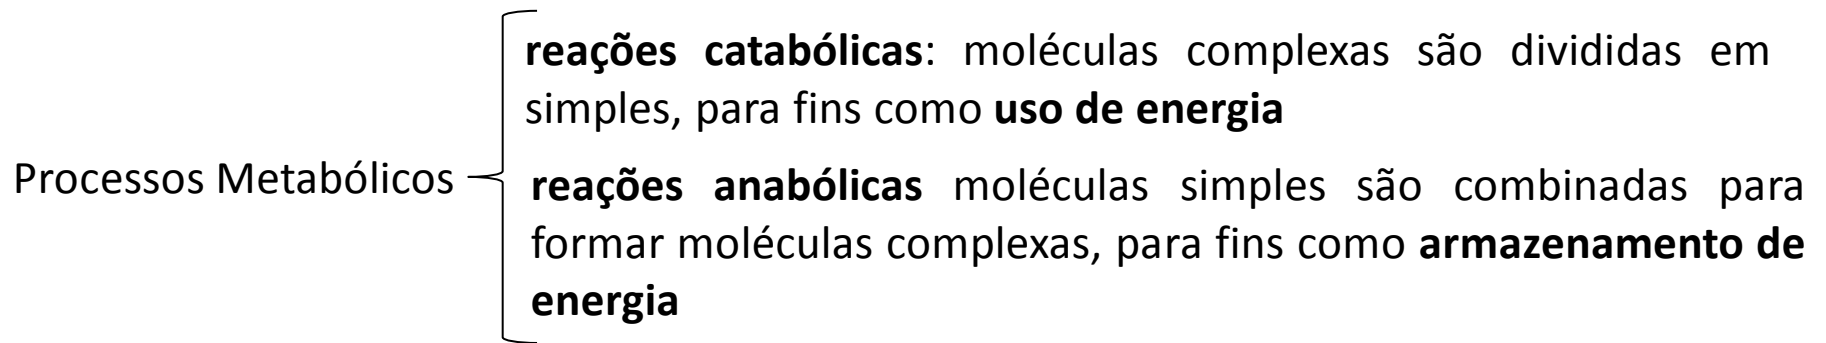 reações catabólicas: moléculas complexas são divididas em
simples, para fins como uso de energia
Processos Metabólicos
reações anabólicas moléculas simples são combinadas para
formar moléculas complexas, para fins como armazenamento de
energia